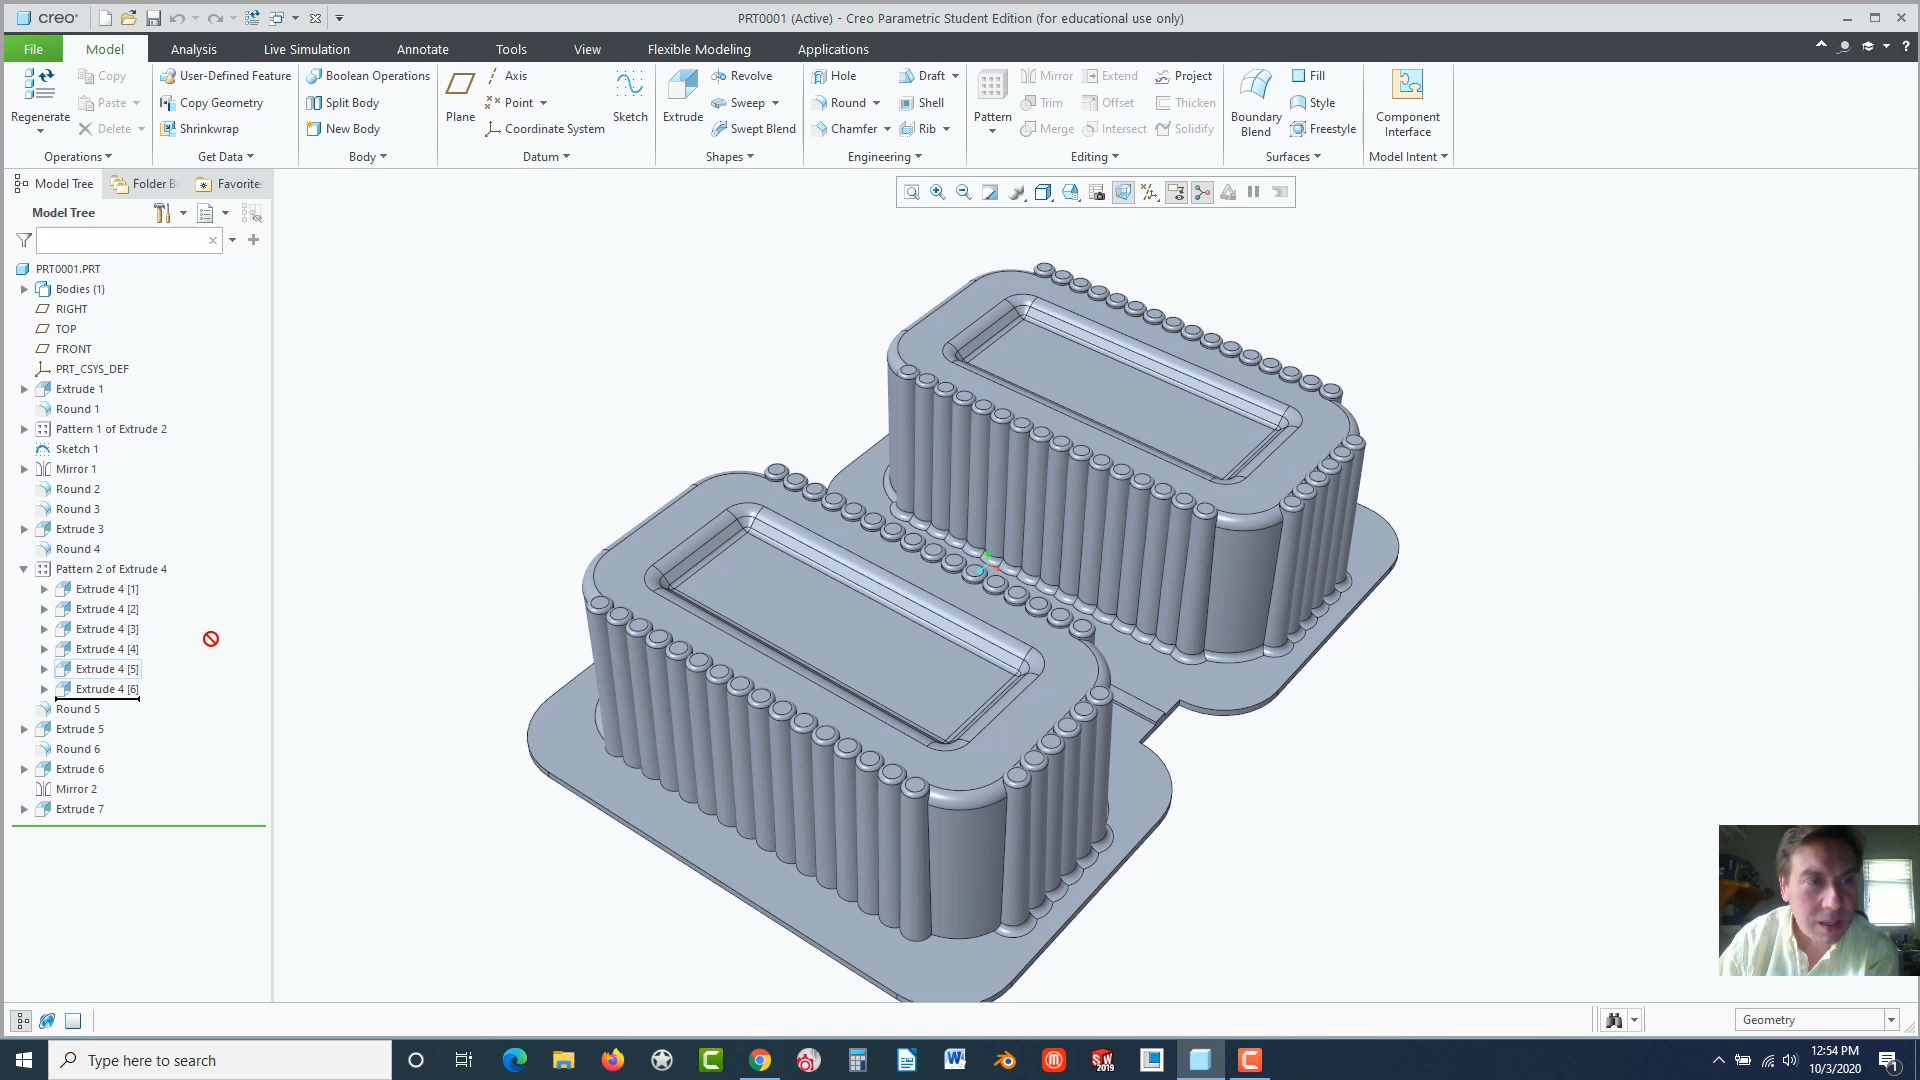 creo
PRT0001 (Active) - Creo Parametric Student Edition (for educational use only)
File Model Analysis Live Simulation Annotate Tools View Flexible Modeling Applications
Regenerate
Copy
Paste
Delete
Operations
User-Defined Feature
Copy Geometry
Shrinkwrap
Get Data
Boolean Operations
Split Body
New Body
Body
Plane
Axis
Point
Coordinate System
Sketch
Datum
Extrude
Revolve
Sweep
Swept Blend
Shapes
Hole
Round
Chamfer
Draft
Shell
Rib
Engineering
Pattern
Mirror
Trim
Merge
Extend
Offset
Intersect
Project
Thicken
Solidify
Editing
Boundary
Blend
Fill
Style
Freestyle
Surfaces
Component
Interface
Model Intent
Model Tree Folder B Favorite
Model Tree
PRT0001.PRT
Bodies (1)
RIGHT
TOP
FRONT
PRT_CSYS_DEF
Extrude 1
Round 1
Pattern 1 of Extrude 2
Sketch 1
Mirror 1
Round 2
Round 3
Extrude 3
Round 4
Pattern 2 of Extrude 4
Extrude 4 [1]
Extrude 4 [2]
Extrude 4 [3]
Extrude 4 [4]
Extrude 4 [5]
Extrude 4 [6]
Round 5
Extrude 5
Round 6
Extrude 6
Mirror 2
Extrude 7
Geometry
Type here to search
SW
2019
12:54 PM
10/3/2020
1